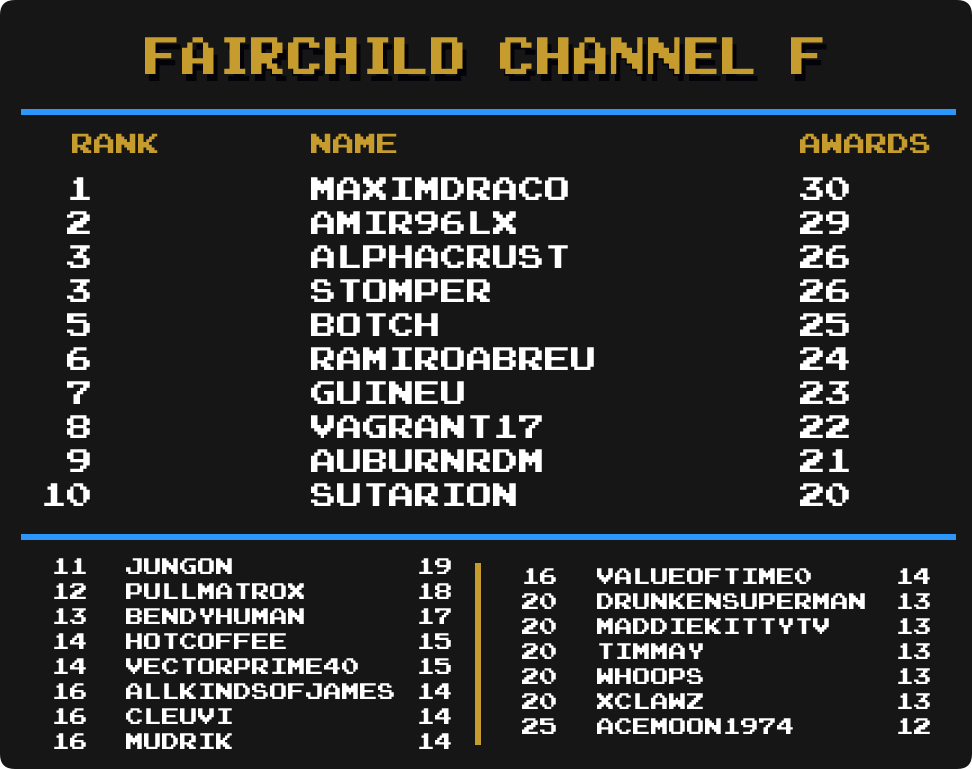 FAIRCHILD CHANNEL F
RANK NAME AWARDS
1 MAXIMDRACO 30
2 AMIR96LX 29
3 ALPHACRUST 26
3 STOMPER 26
5 BOTCH 25
6 RAMIROABREU 24
7 GUINEU 23
8 VAGRANT17 22
9 AUBURNRDM 21
10 SUTARION 20
11 JUNGON 19
12 PULLMATROX 18
13 BENDYHUMAN 17
14 HOTCOFFEE 15
14 VECTORPRIME40 15
16 ALLKINDSOFJAMES 14
16 CLEUVI 14
16 MUDRIK 14
16 VALUEOFTIME0 14
20 DRUNKENSUPERMAN 13
20 MADDIEKITTYTV 13
20 TIMMAY 13
20 WHOOPS 13
20 XCLAWZ 13
25 ACEMOON1974 12